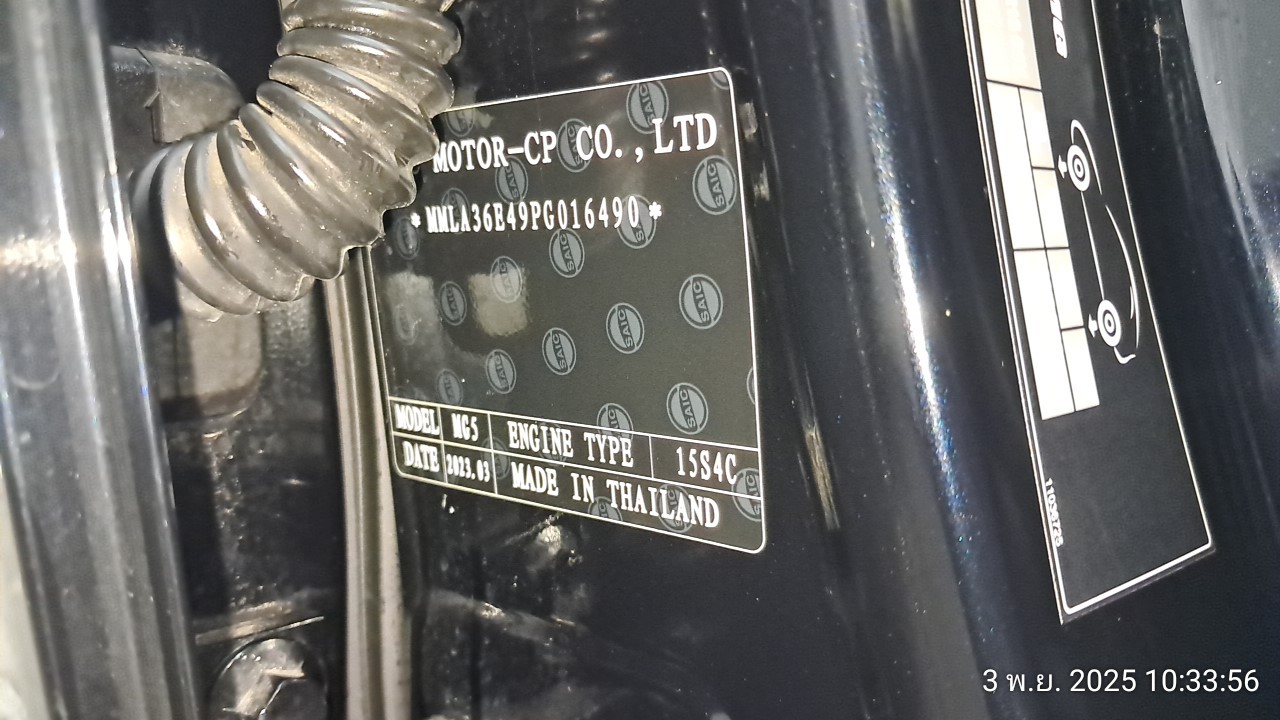 MOTOR-CP CO.,LTD
*MMLA36E49PG016490*
MODEL MG5 ENGINE TYPE 15S4C
DATE 2023.03 MADE IN THAILAND
SAIC
3 พ.ย. 2025 10:33:56